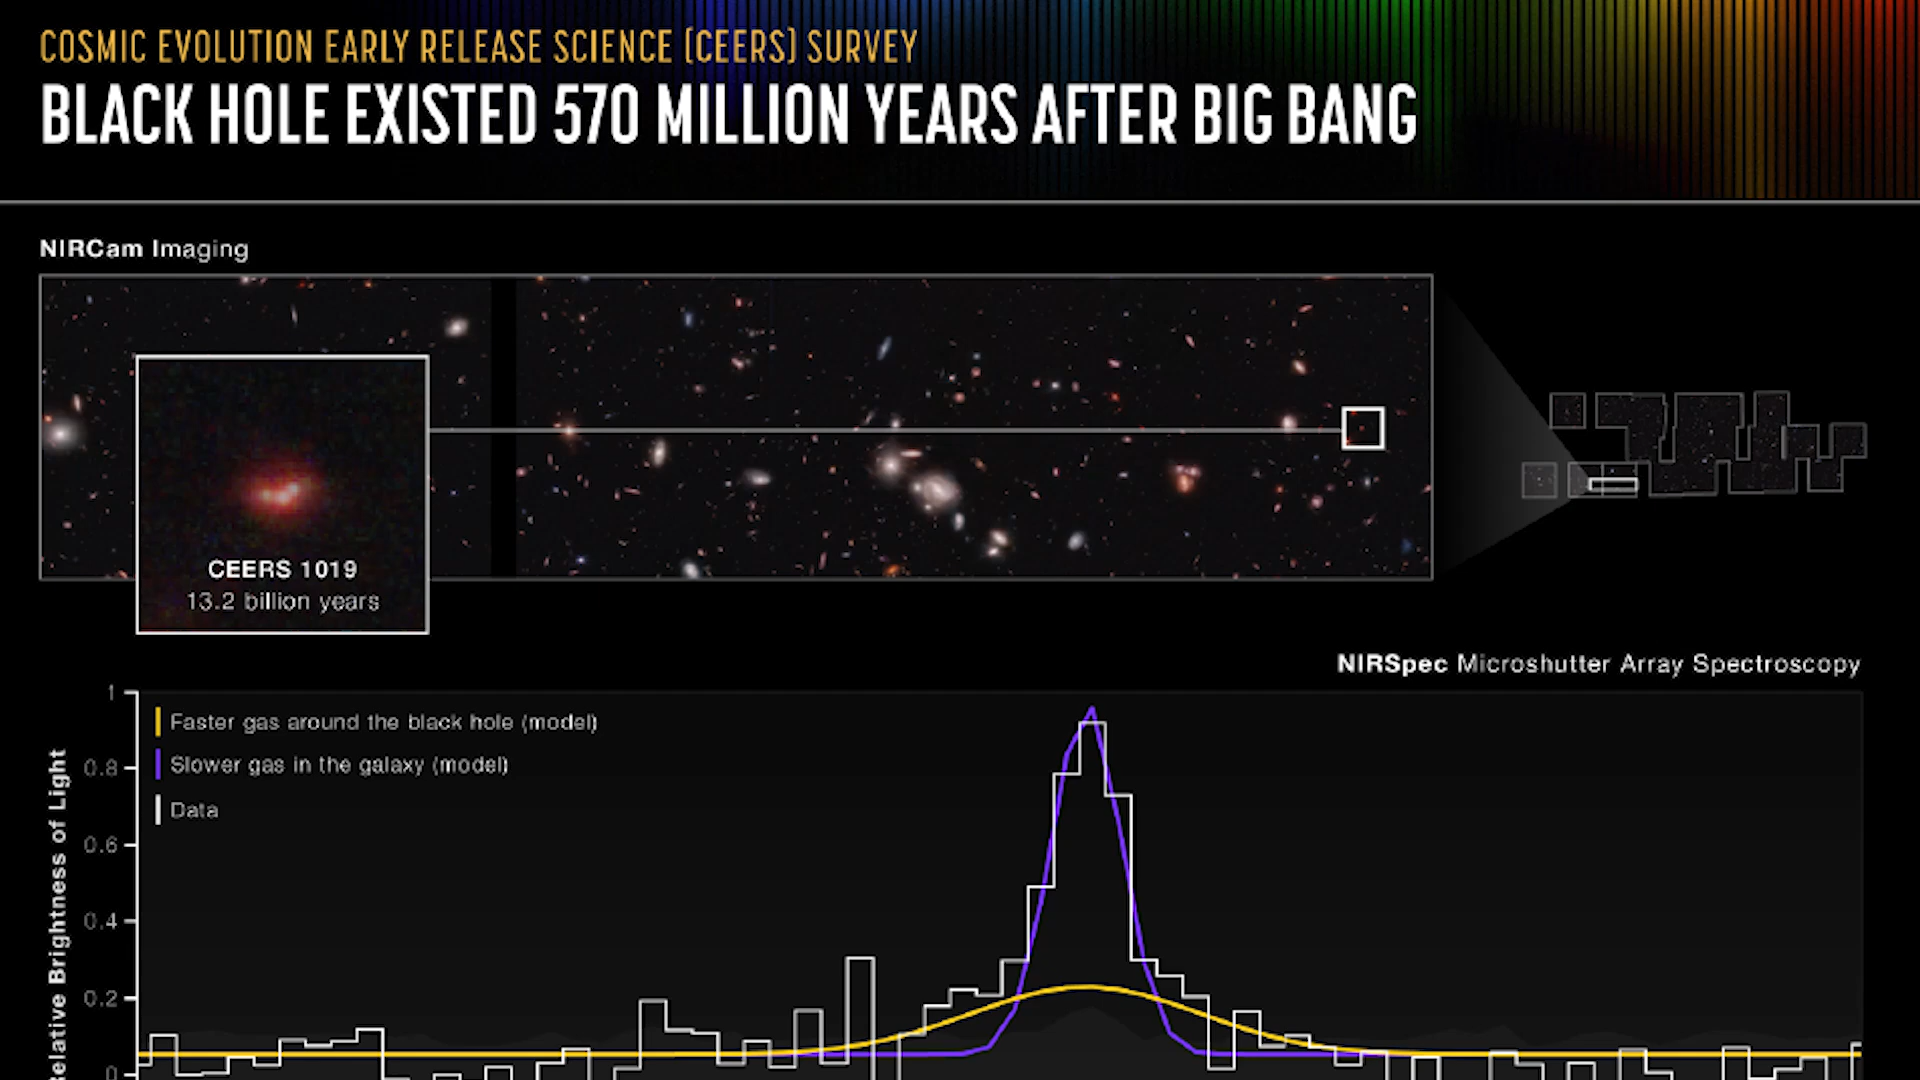 COSMIC EVOLUTION EARLY RELEASE SCIENCE (CEERS) SURVEY
BLACK HOLE EXISTED 570 MILLION YEARS AFTER BIG BANG
NIRCam Imaging
CEERS 1019
13.2 billion years
NIRSpec Microshutter Array Spectroscopy
1
Faster gas around the black hole (model)
Slower gas in the galaxy (model)
0.8
Data
0.6
0.4
0.2
0
Brightness of Light